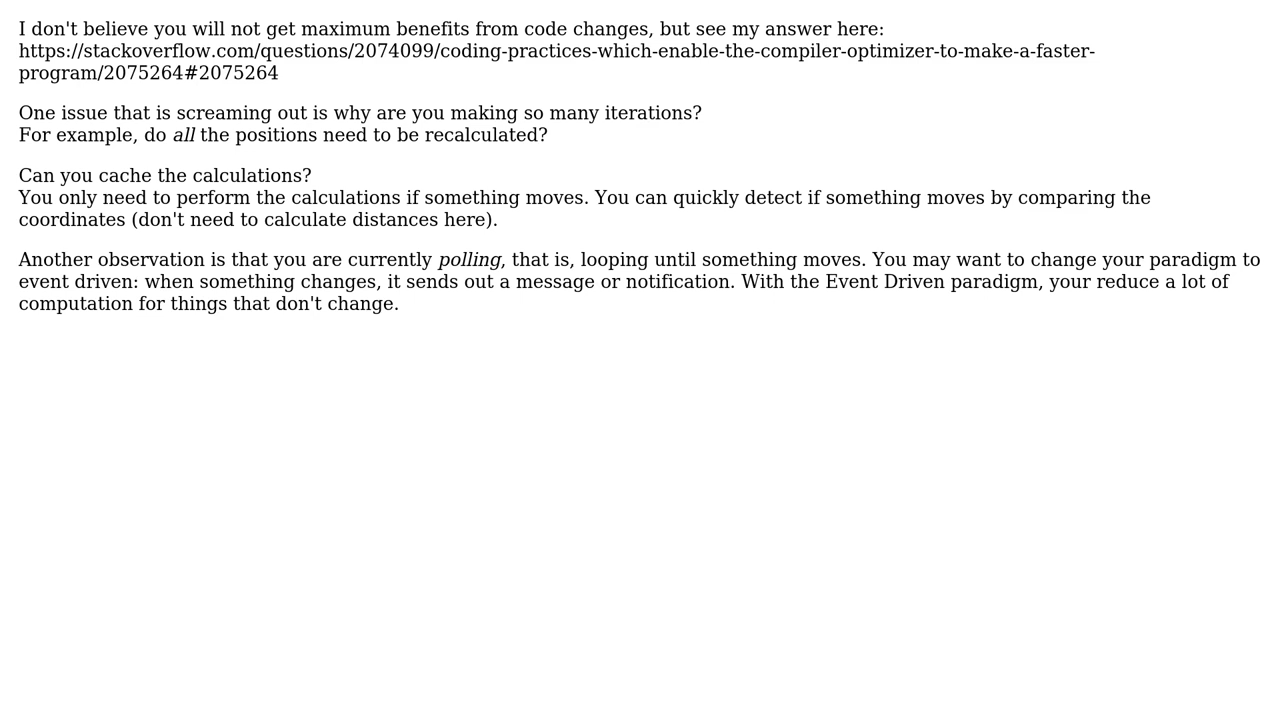 I don't believe you will not get maximum benefits from code changes, but see my answer here:
https://stackoverflow.com/questions/2074099/coding-practices-which-enable-the-compiler-optimizer-to-make-a-faster-
program/2075264#2075264
One issue that is screaming out is why are you making so many iterations?
For example, do all the positions need to be recalculated?
Can you cache the calculations?
You only need to perform the calculations if something moves. You can quickly detect if something moves by comparing the
coordinates (don't need to calculate distances here).
Another observation is that you are currently polling, that is, looping until something moves. You may want to change your paradigm to
event driven: when something changes, it sends out a message or notification. With the Event Driven paradigm, your reduce a lot of
computation for things that don't change.